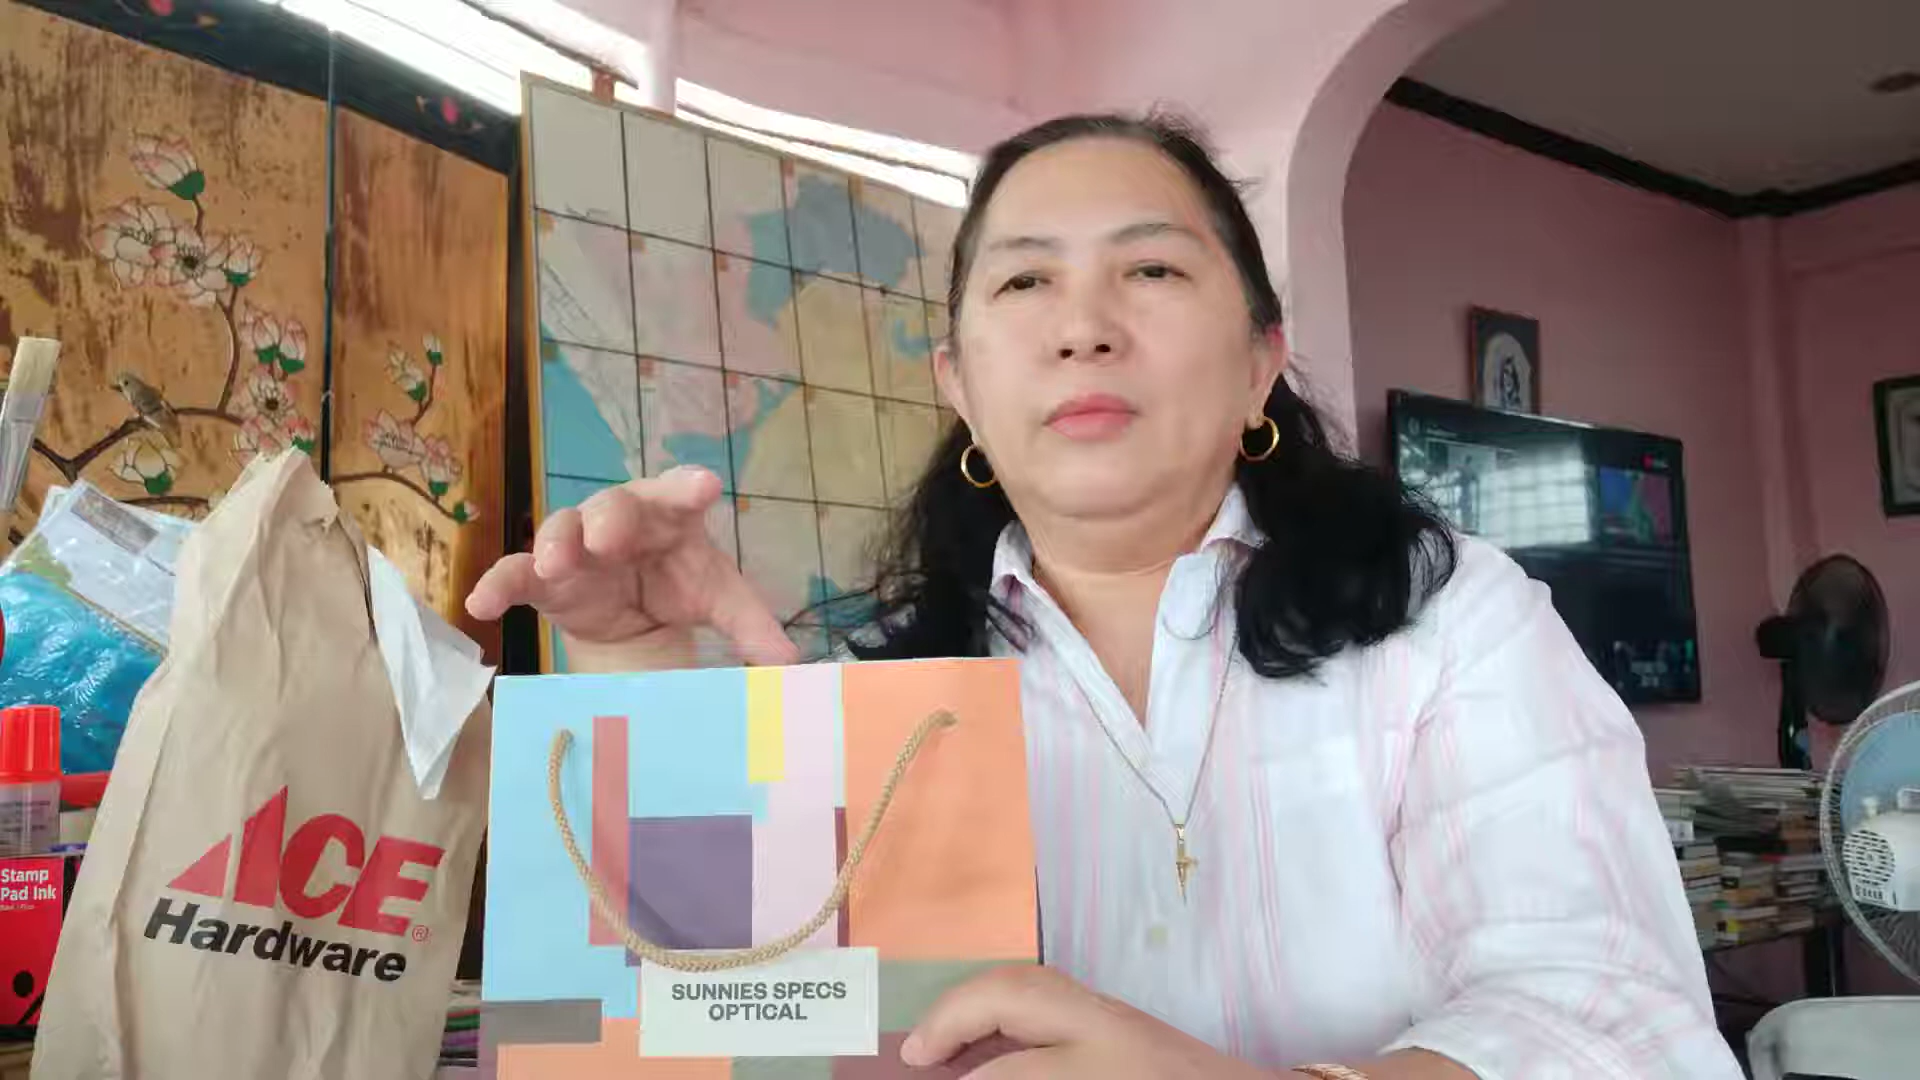 Stamp
Pad Ink
ACE
Hardware
SUNNIES SPECS
OPTICAL